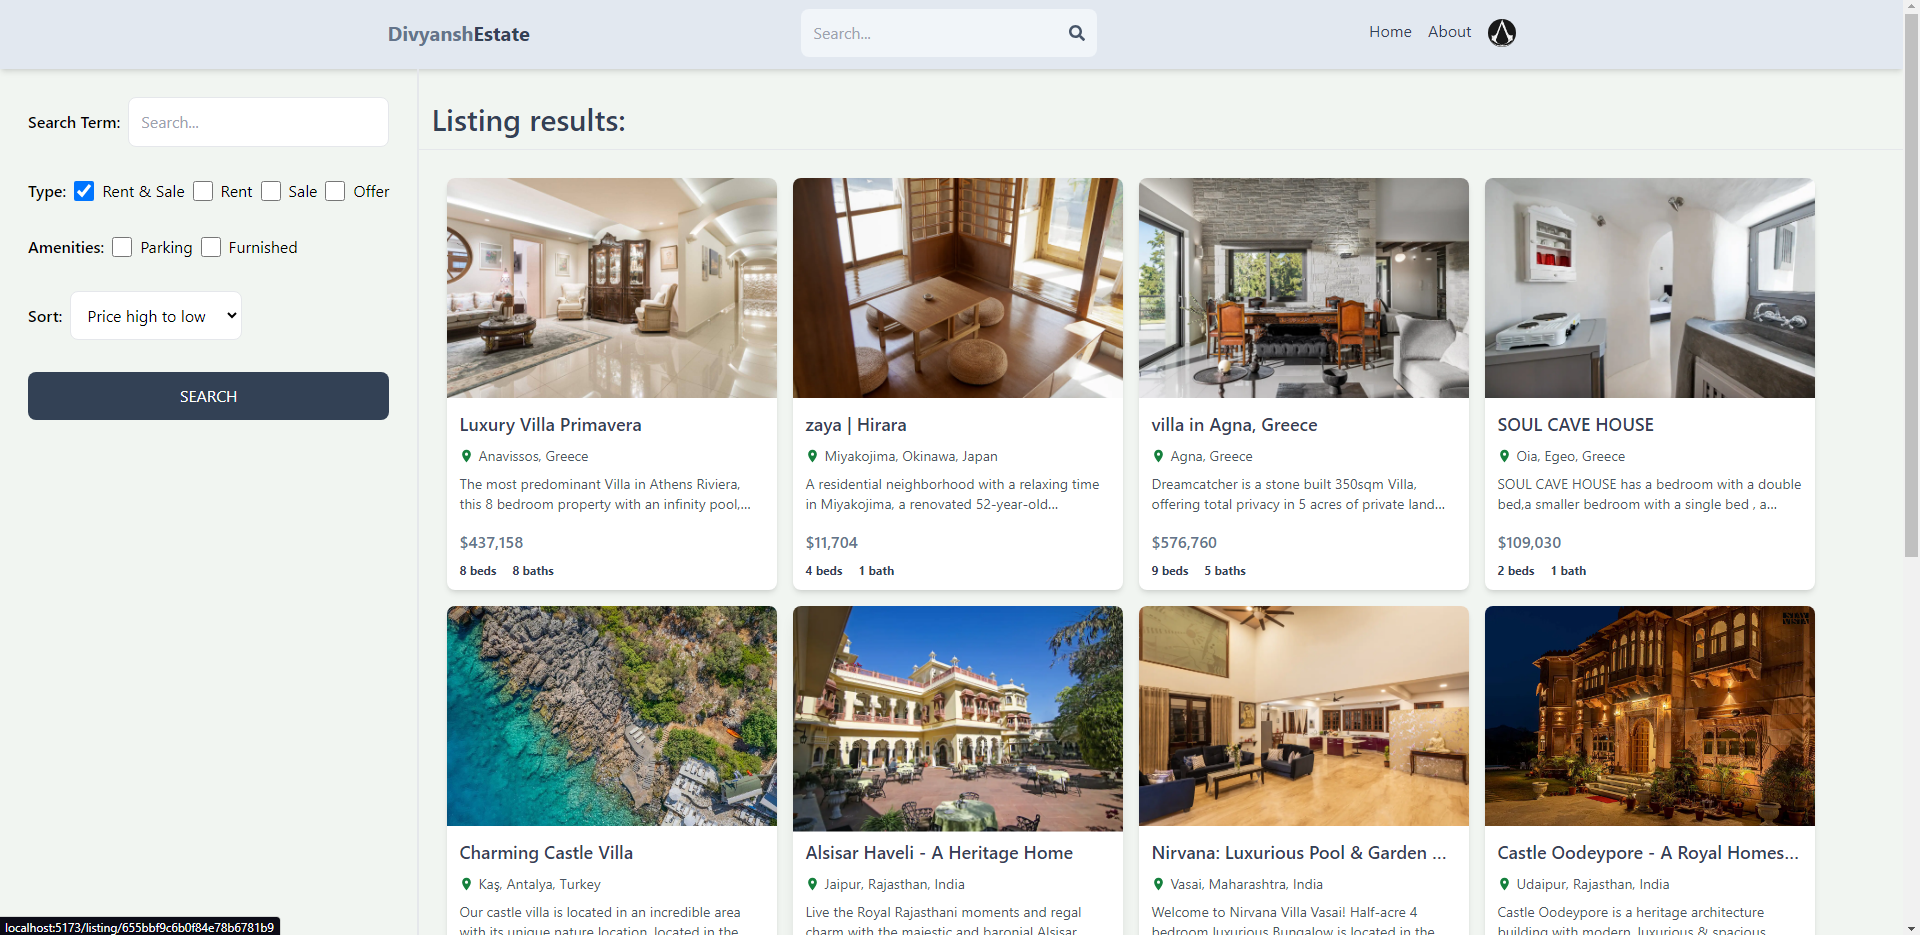 DivyanshEstate
Search...
Home
About
Search Term:
Search...
Type:
Rent & Sale
Rent
Sale
Offer
Amenities:
Parking
Furnished
Sort:
Price high to low
SEARCH
Listing results:
Luxury Villa Primavera
Anavissos, Greece
The most predominant Villa in Athens Riviera,
this 8 bedroom property with an infinity pool,...
$437,158
8 beds 8 baths
zaya | Hirara
Miyakojima, Okinawa, Japan
A residential neighborhood with a relaxing time
in Miyakojima, a renovated 52-year-old...
$11,704
4 beds 1 bath
villa in Agna, Greece
Agna, Greece
Dreamcatcher is a stone built 350sqm Villa,
offering total privacy in 5 acres of private land...
$576,760
9 beds 5 baths
SOUL CAVE HOUSE
Oia, Egeo, Greece
SOUL CAVE HOUSE has a bedroom with a double
bed,a smaller bedroom with a single bed , a...
$109,030
2 beds 1 bath
Charming Castle Villa
Kaş, Antalya, Turkey
Our castle villa is located in an incredible area
with its unique nature location, located in the
Alsisar Haveli - A Heritage Home
Jaipur, Rajasthan, India
Live the Royal Rajasthani moments and regal
charm with the majestic and baronial Alsisar
Nirvana: Luxurious Pool & Garden ...
Vasai, Maharashtra, India
Welcome to Nirvana Villa Vasai! Half-acre 4
bedroom luxurious Bungalow is located in the
Castle Oodeypore - A Royal Homes...
Udaipur, Rajasthan, India
Castle Oodeypore is a heritage architecture
building with modern, luxurious & spacious
localhost:5173/listing/655bbf9c6b0f84e78b6781b9